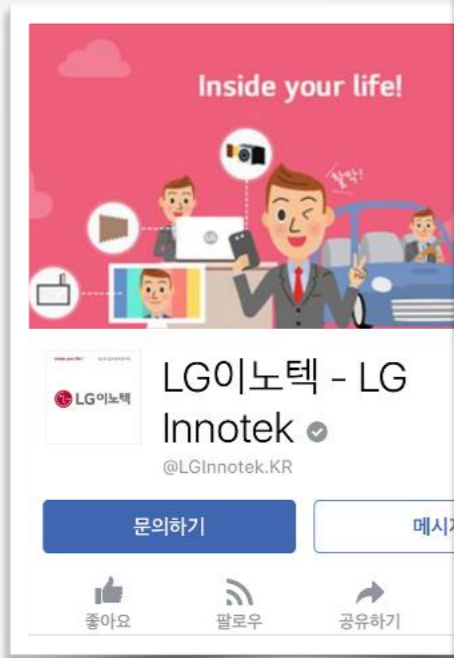 Inside your life!
찰칵!
LG이노텍
LG이노텍 - LG
Innotek
@LGInnotek.KR
문의하기
메시지
좋아요
팔로우
공유하기